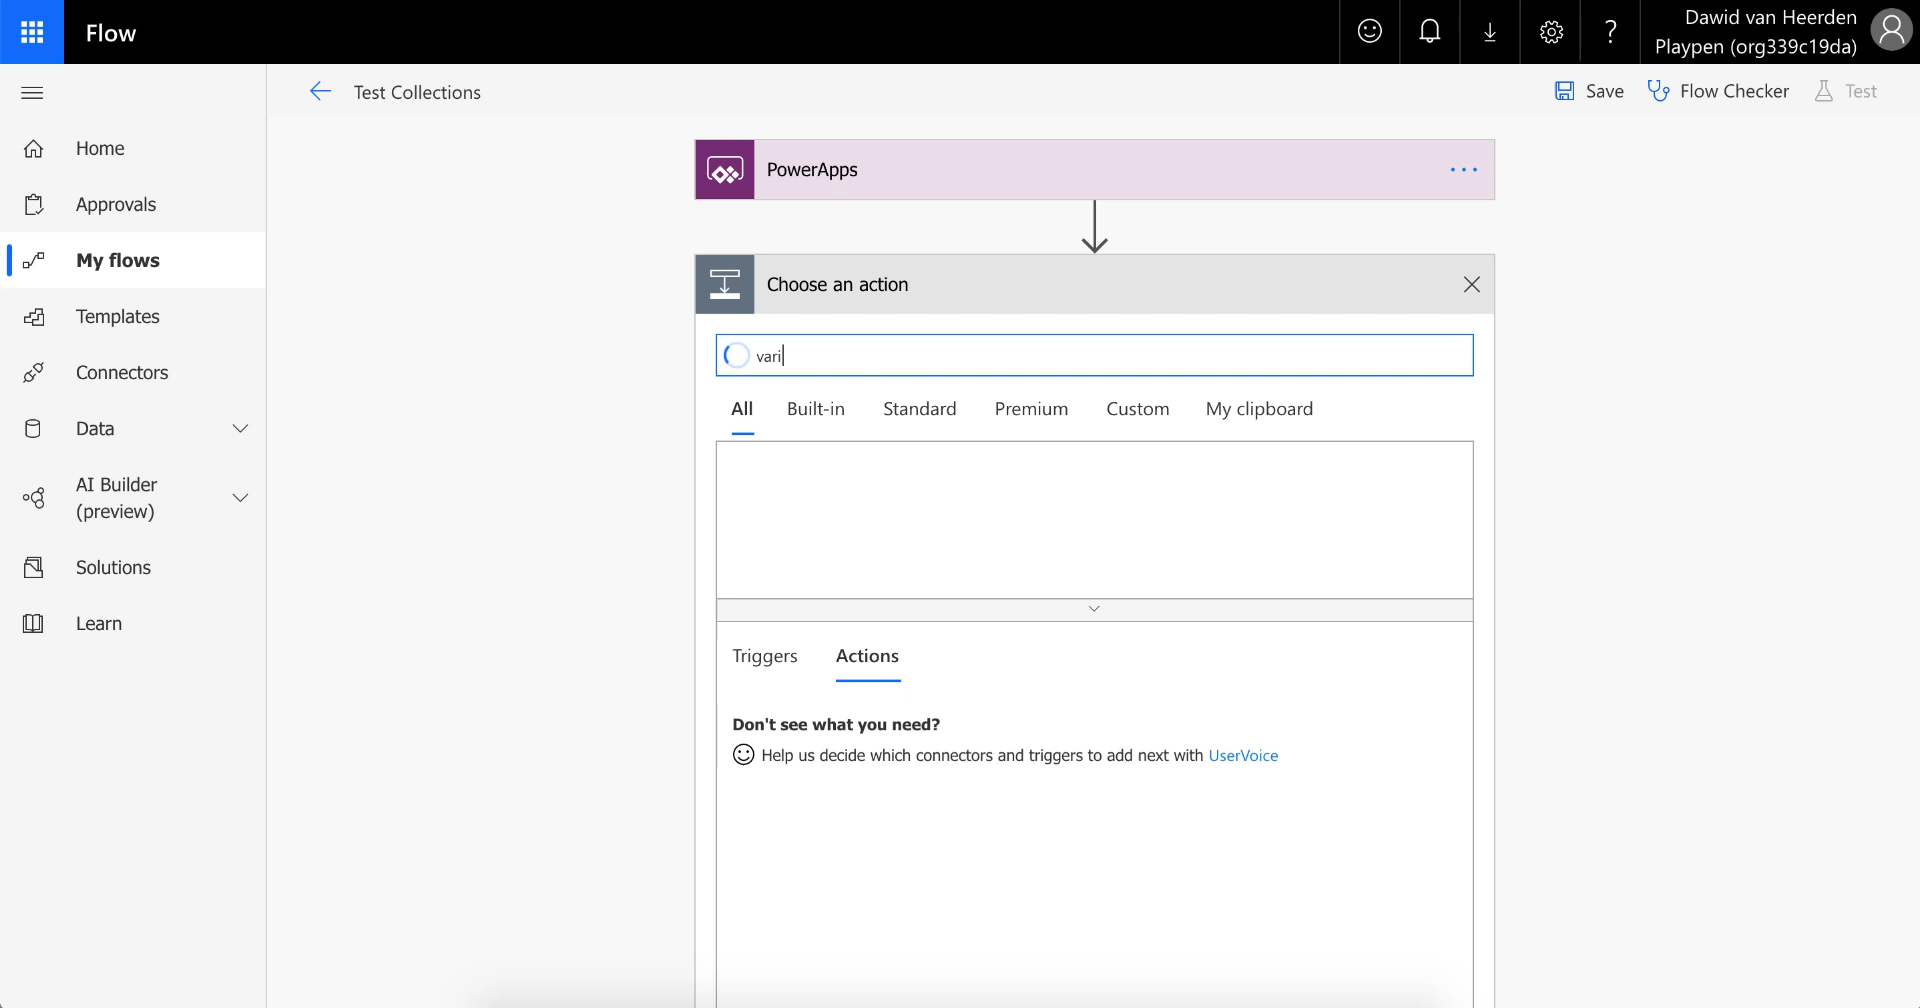 Flow
Dawid van Heerden
Playpen (org339c19da)
Test Collections
Save
Flow Checker
Test
Home
Approvals
My flows
Templates
Connectors
Data
AI Builder
(preview)
Solutions
Learn
PowerApps
Choose an action
vari
All Built-in Standard Premium Custom My clipboard
Triggers Actions
Don't see what you need?
Help us decide which connectors and triggers to add next with UserVoice